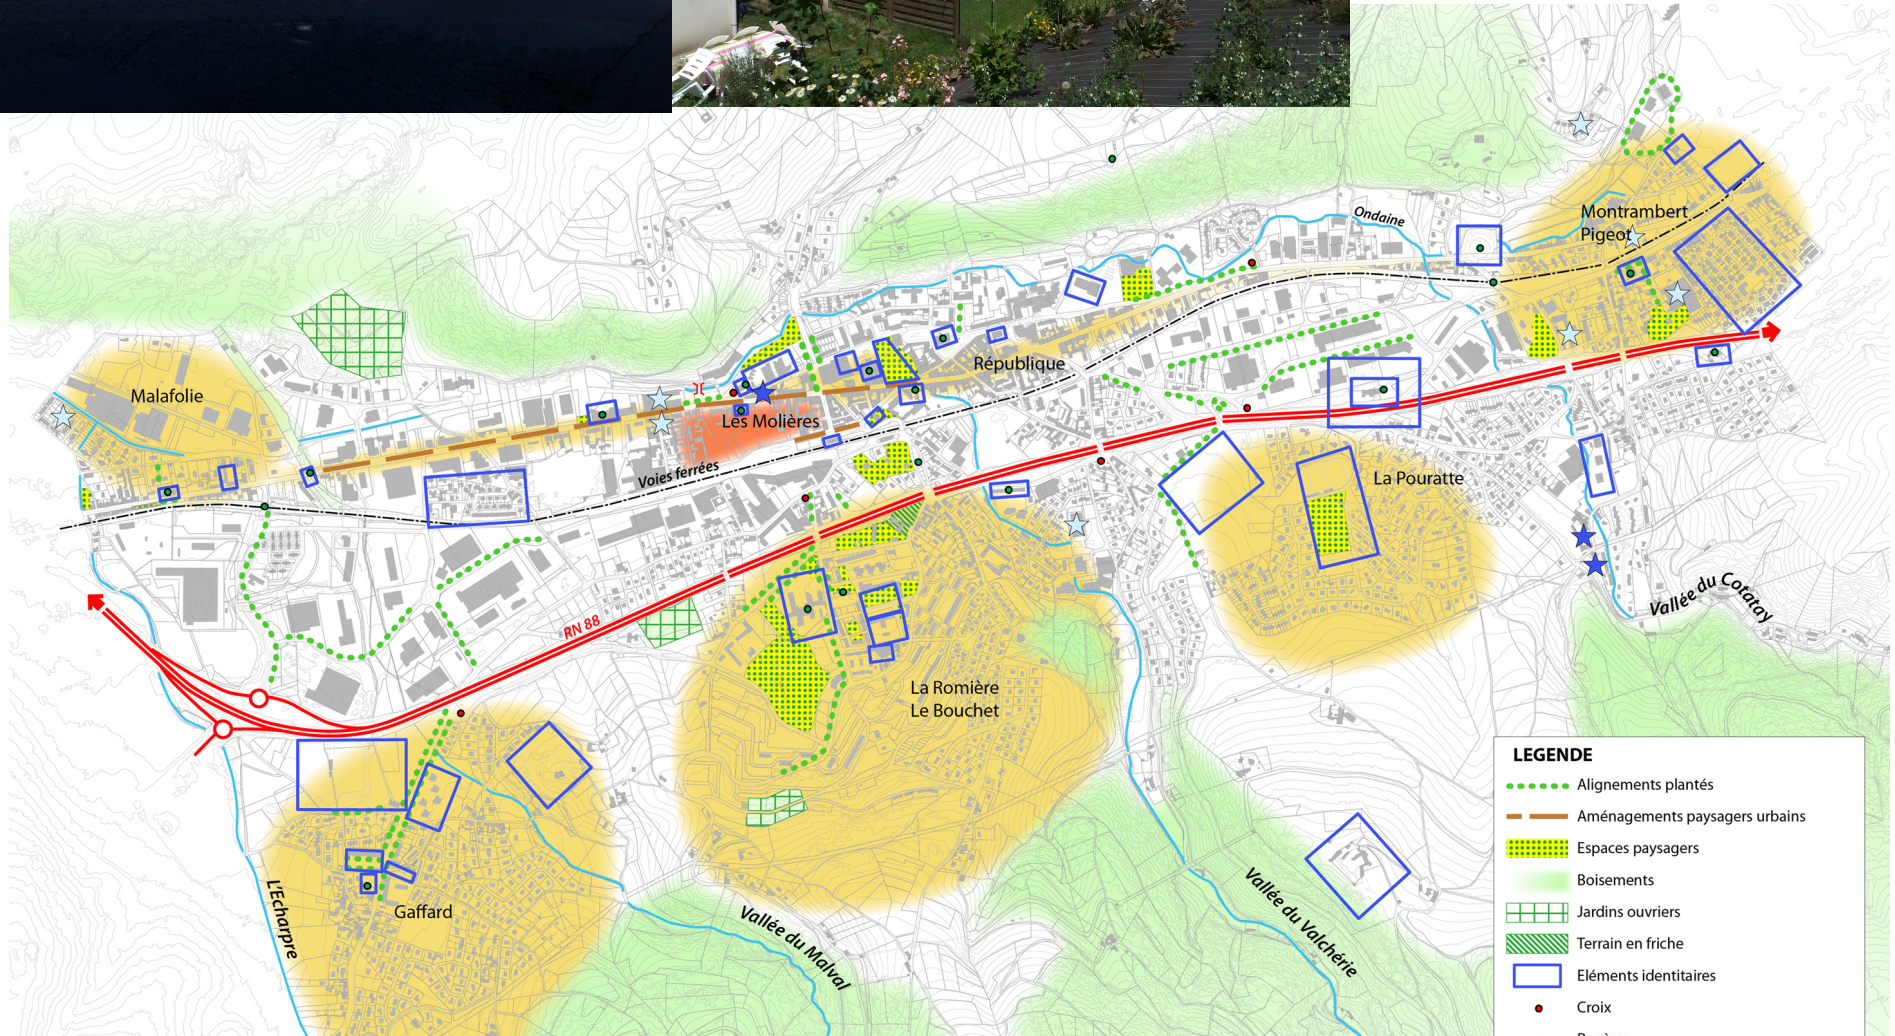 Ondaine
Montrambert
Pigeot
Malafolie
République
Les Molières
Voies ferrées
La Pouratte
RN 88
Vallée du Cotatay
La Romière
Le Bouchet
L'Echarpre
Gaffard
Vallée du Malval
Vallée du Valchérie
LEGENDE
Alignements plantés
Aménagements paysagers urbains
Espaces paysagers
Boisements
Jardins ouvriers
Terrain en friche
Eléments identitaires
Croix